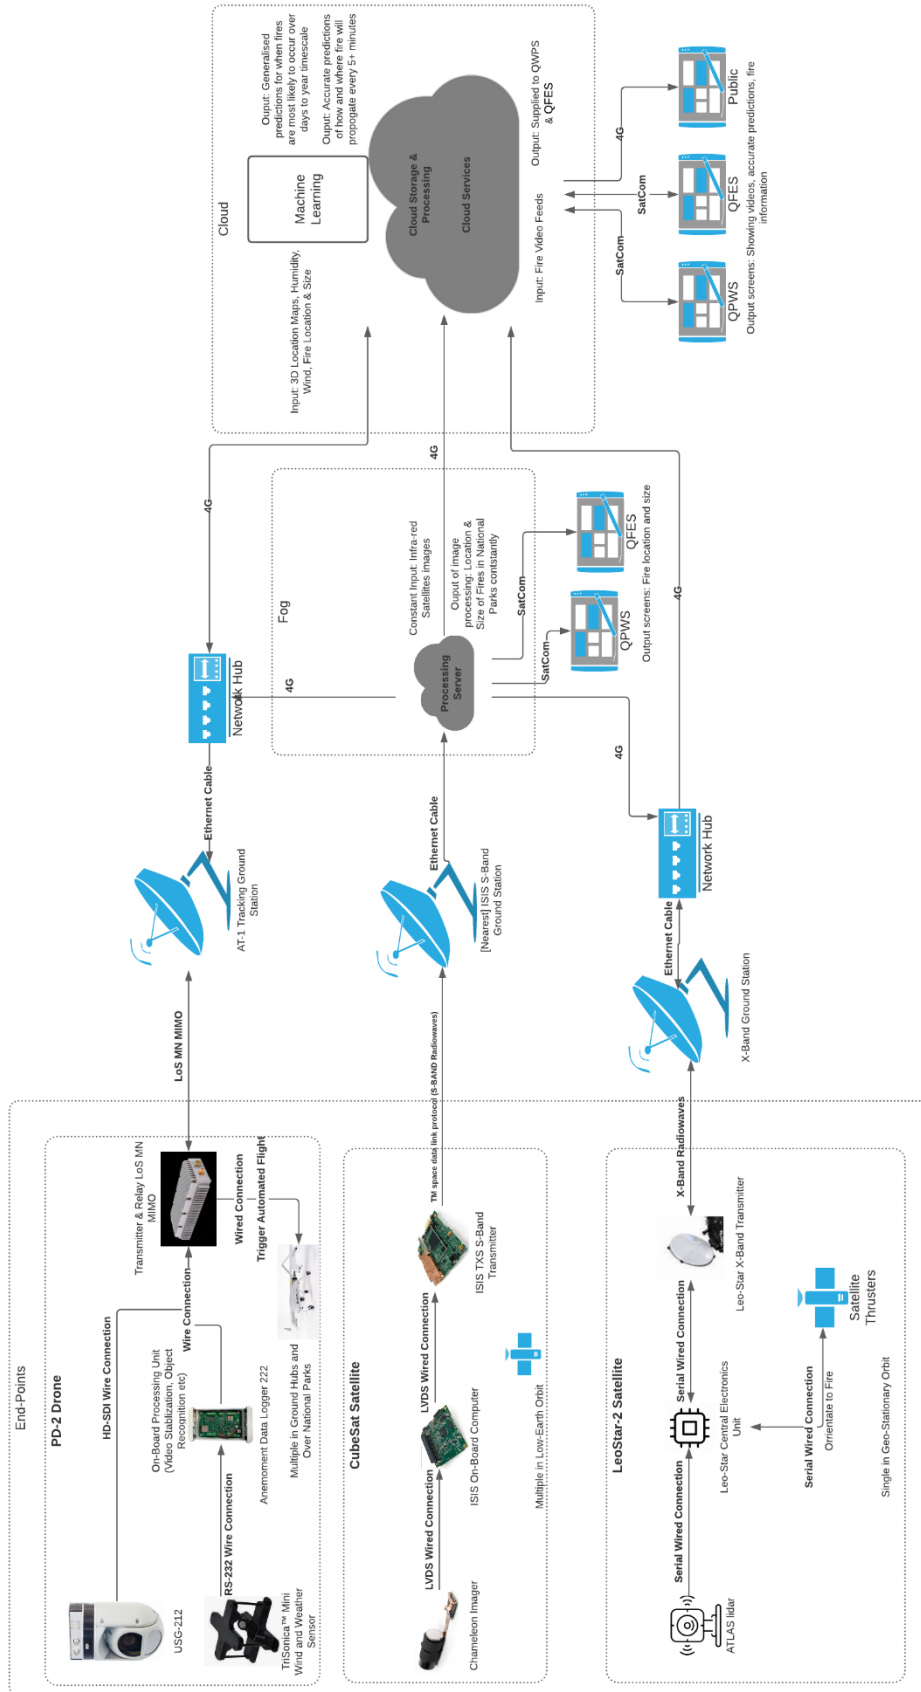 End-Points
PD-2 Drone
USG-212
HD-SDI Wire Connection
TriSonica™ Mini
Wind and Weather
Sensor
RS-232 Wire Connection
On-Board Processing Unit
(Video Stablization, Object
Recognition etc)
Anemoment Data Logger 222
Wire Connection
Transmitter & Relay LoS MN
MIMO
Wired Connection
Trigger Automated Flight
Multiple in Ground Hubs and
Over National Parks
LoS MN MIMO
AT-1 Tracking Ground
Station
Ethernet Cable
Network Hub
4G
4G
CubeSat Satellite
Chameleon Imager
LVDS Wired Connection
ISIS On-Board Computer
LVDS Wired Connection
ISIS TXS S-Band
Transmitter
Multiple in Low-Earth Orbit
TM space data link protocol (S-BAND Radiowaves)
[Nearest] ISIS S-Band
Ground Station
Ethernet Cable
Fog
Processing
Server
Constant Input: Infra-red
Satellites images
Ouput of image
processing: Location &
Size of Fires in National
Parks contstantly
4G
SatCom
SatCom
QPWS
QFES
Output screens: Fire location and size
4G
LeoStar-2 Satellite
ATLAS lidar
Serial Wired Connection
Leo-Star Central Electronics
Unit
Serial Wired Connection
Leo-Star X-Band Transmitter
Serial Wired Connection
Orrientate to Fire
Satellite
Thrusters
Single in Geo-Stationary Orbit
X-Band Radiowaves
X-Band Ground Station
Ethernet Cable
Network Hub
4G
Cloud
Input: 3D Location Maps, Humidity,
Wind, Fire Location & Size
Machine
Learning
Ouput: Generalised
predictions for when fires
are most likely to occur over
days to year timescale
Ouput: Accurate predictions
of how and where fire will
propogate every 5+ minutes
Cloud Storage &
Processing
Cloud Services
Input: Fire Video Feeds
Output: Supplied to QWPS
& QFES
SatCom
SatCom
4G
QPWS
QFES
Public
Output screens: Showing videos, accurate predictions, fire
information